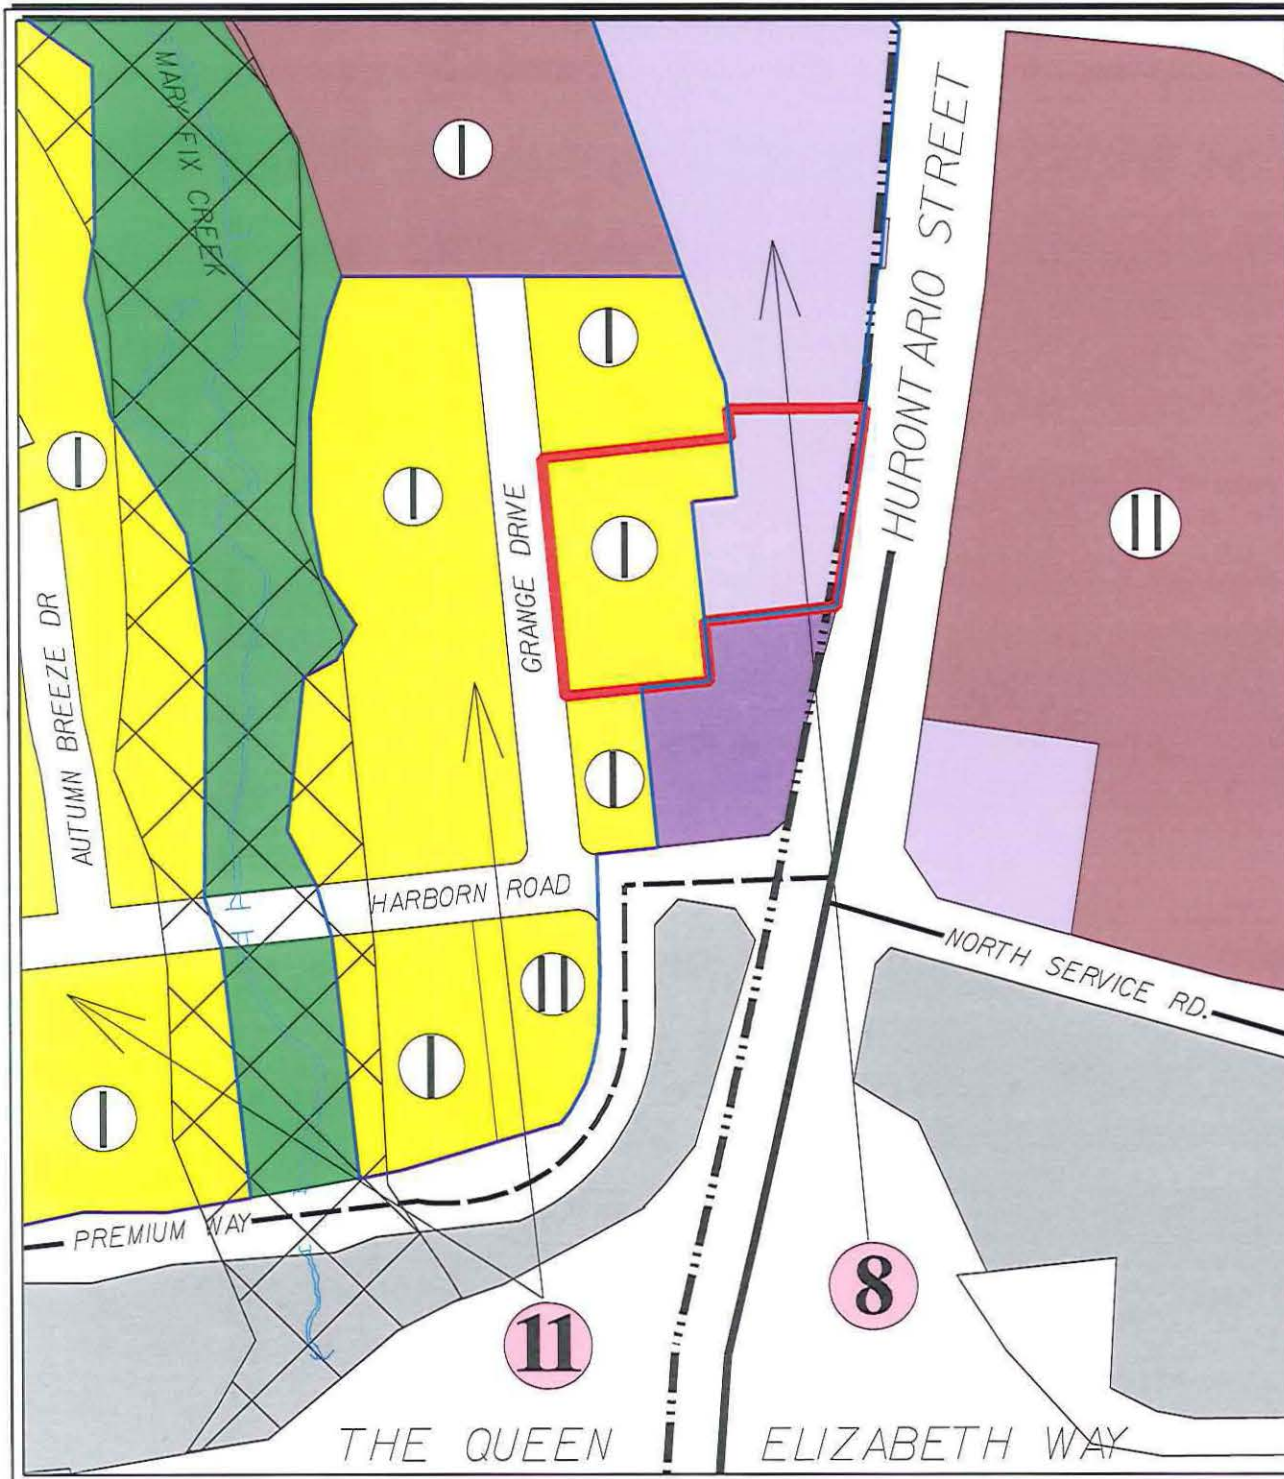 MARY FIX CREEK
I
HURONTARIO STREET
I
I
I
I
II
GRANGE DRIVE
AUTUMN BREEZE DR
I
HARBORN ROAD
II
NORTH SERVICE RD.
I
I
PREMIUM WAY
8
11
THE QUEEN ELIZABETH WAY